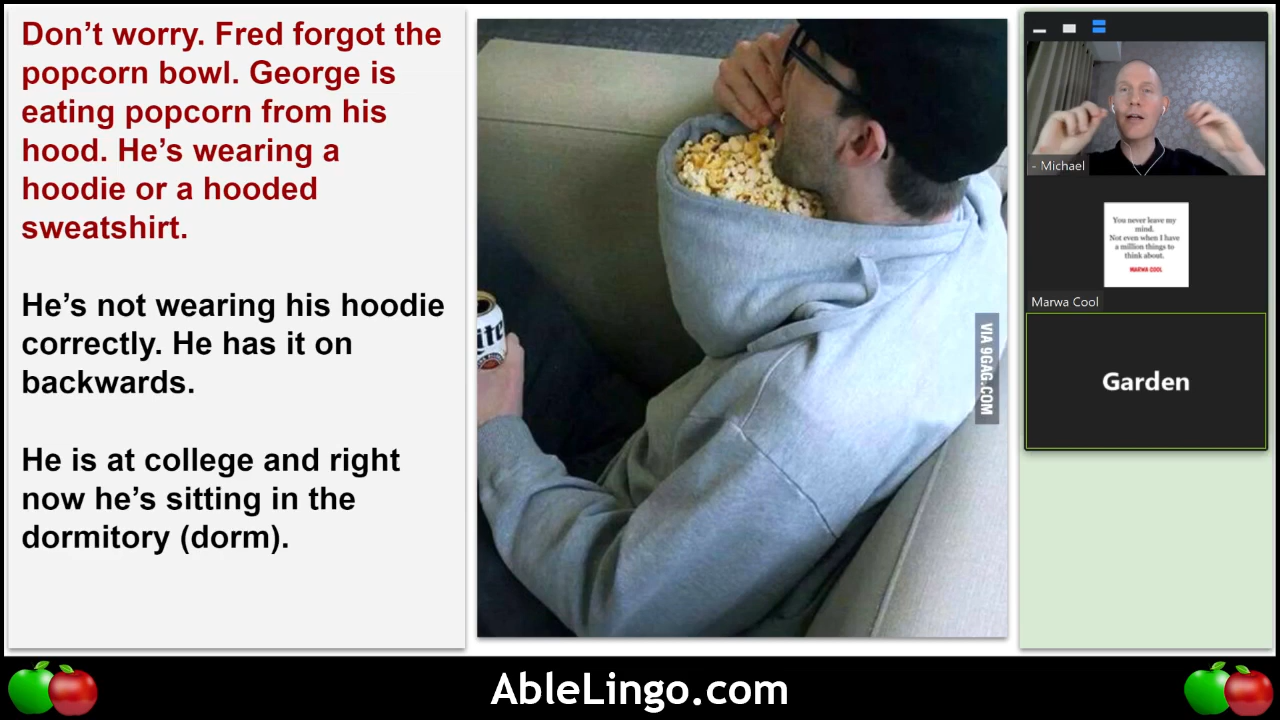 Don’t worry. Fred forgot the
popcorn bowl. George is
eating popcorn from his
hood. He’s wearing a
hoodie or a hooded
sweatshirt.
He’s not wearing his hoodie
correctly. He has it on
backwards.
He is at college and right
now he’s sitting in the
dormitory (dorm).
ite
VIA 9GAG.COM
- Michael
You never leave my
mind.
Not even when I have
a million things to
think about.
MARWA COOL
Marwa Cool
Garden
AbleLingo.com